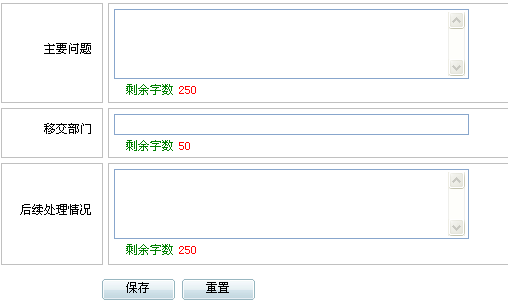 主要问题
剩余字数 250
移交部门
剩余字数 50
后续处理情况
剩余字数 250
保存 重置